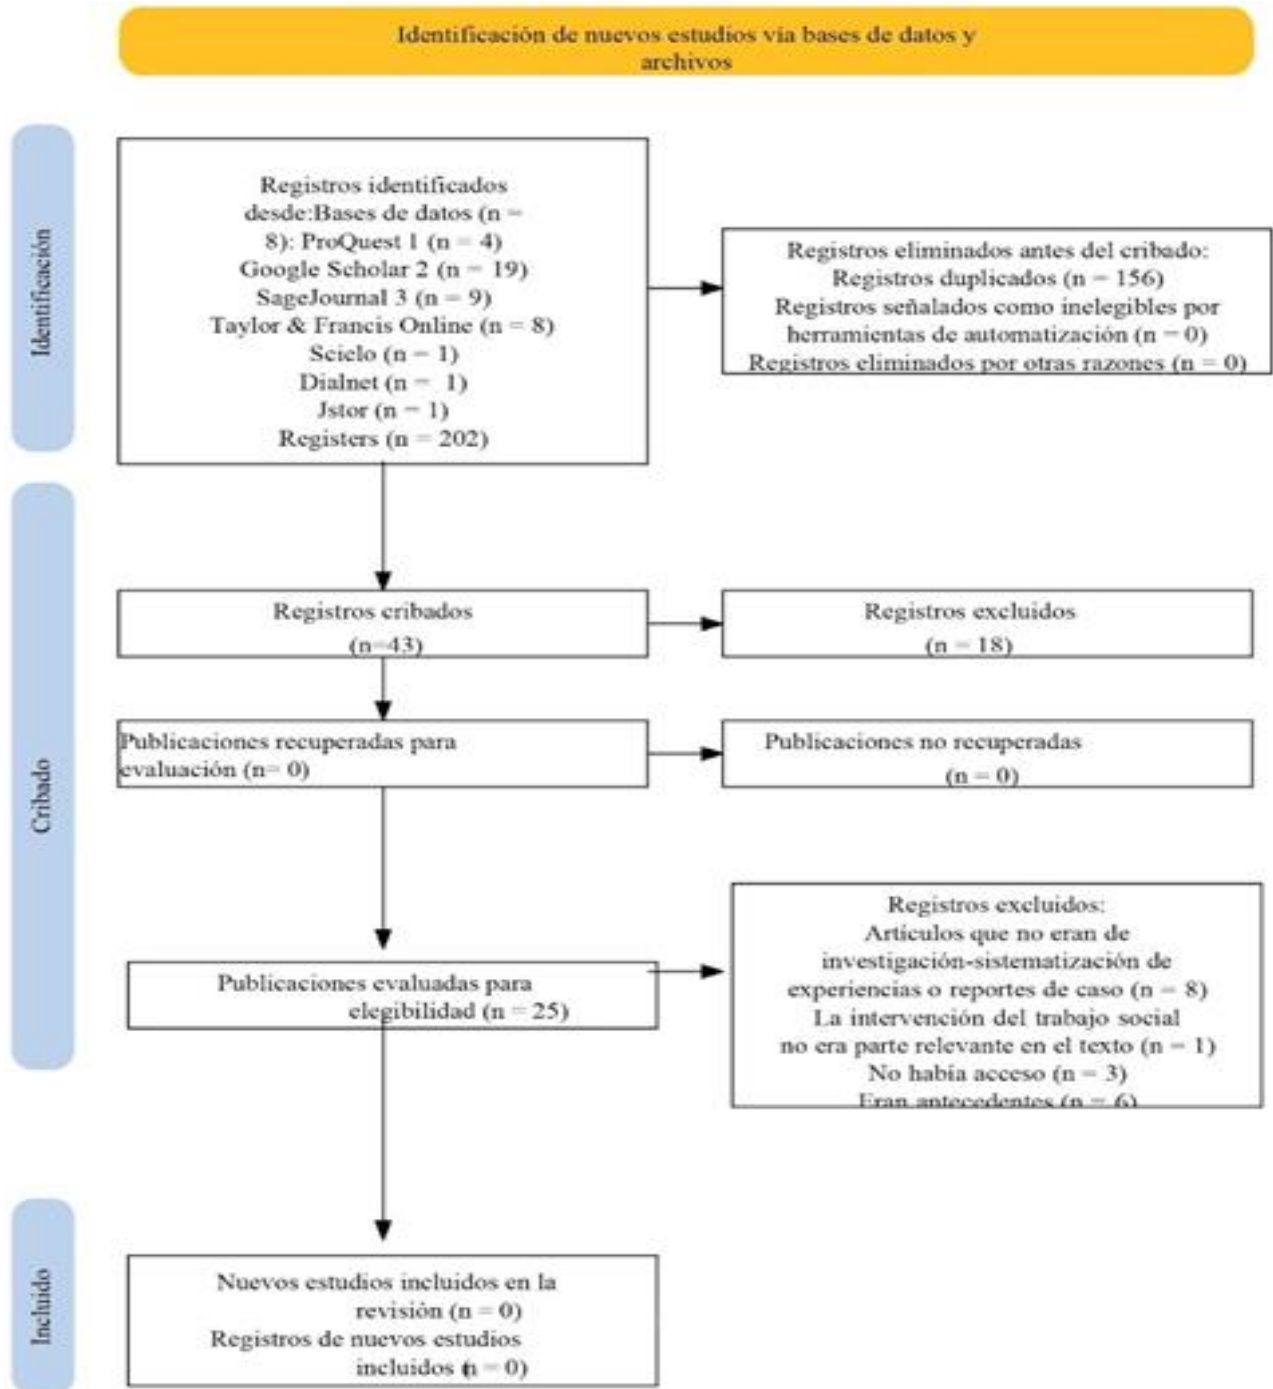 Identificación de nuevos estudios vía bases de datos y
archivos
Identificación
Registros identificados
desde:Bases de datos (n =
8): ProQuest 1 (n = 4)
Google Scholar 2 (n = 19)
SageJournal 3 (n = 9)
Taylor & Francis Online (n = 8)
Scielo (n = 1)
Dialnet (n = 1)
Jstor (n = 1)
Registers (n = 202)
Registros eliminados antes del cribado:
Registros duplicados (n = 156)
Registros señalados como inelegibles por
herramientas de automatización (n = 0)
Registros eliminados por otras razones (n = 0)
Cribado
Registros cribados
(n=43)
Registros excluidos
(n = 18)
Publicaciones recuperadas para
evaluación (n= 0)
Publicaciones no recuperadas
(n = 0)
Publicaciones evaluadas para
elegibilidad (n = 25)
Registros excluidos:
Artículos que no eran de
investigación-sistematización de
experiencias o reportes de caso (n = 8)
La intervención del trabajo social
no era parte relevante en el texto (n = 1)
No había acceso (n = 3)
Eran antecedentes (n = 6)
Incluido
Nuevos estudios incluidos en la
revisión (n = 0)
Registros de nuevos estudios
incluidos (n = 0)